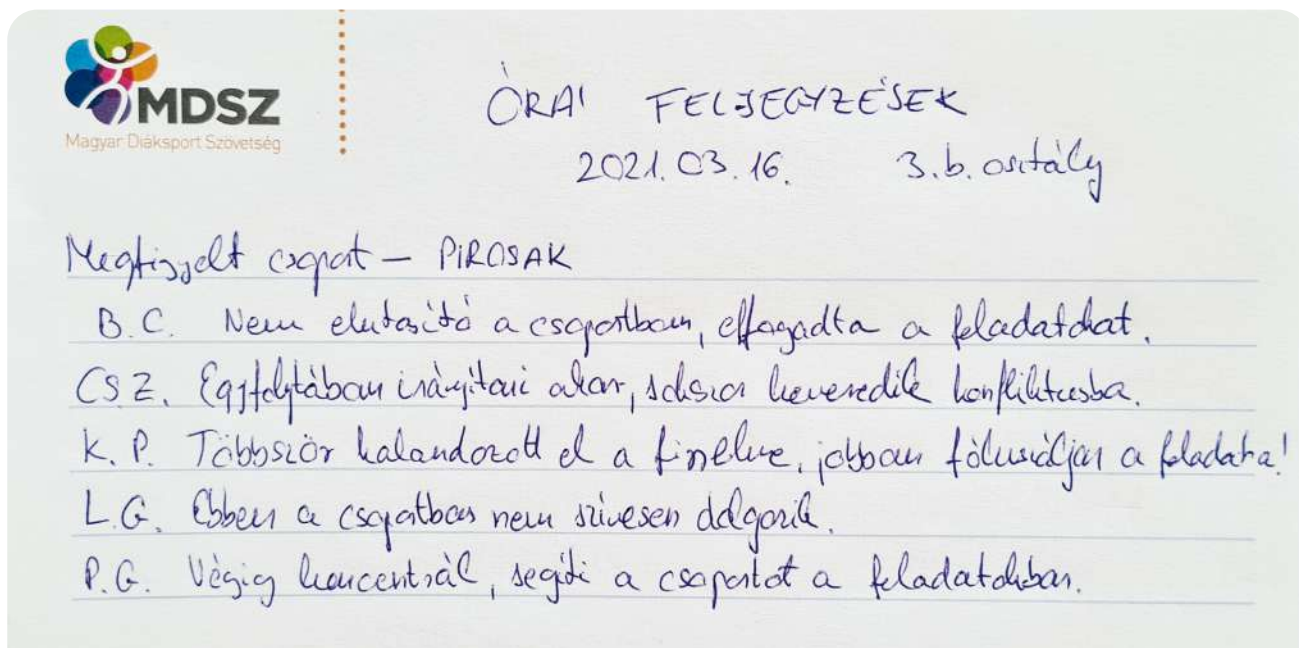 MDSZ
Magyar Diáksport Szövetség
ÓRAI FELJEGYZÉSEK
2021.03.16. 3.b. osztály
Megfigyelt csoport – PIROSAK
B.C. Nem elutasító a csoportban, elfogadta a feladatokat.
CS.Z. Egyfolytában irányítani akar, sokszor keveredik konfliktusba.
K.P. Többször kalandozott el a figyelme, jobban fókuszáljon a feladatra!
L.G. Ebben a csoportban nem szívesen dolgozik.
P.G. Végig koncentrál, segíti a csoportot a feladatokban.